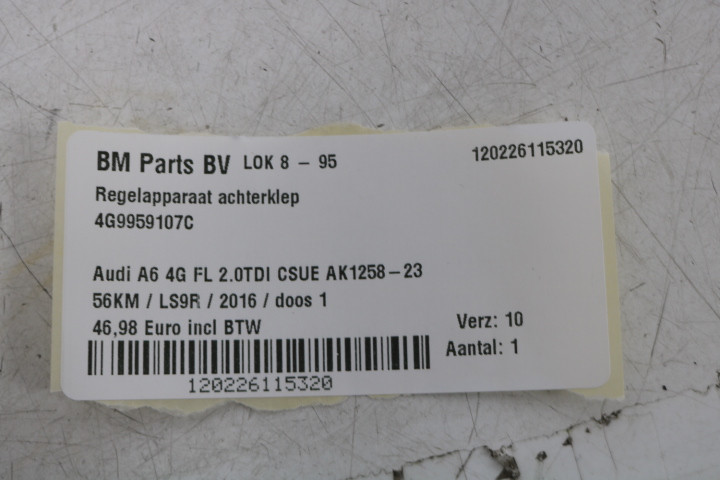 BM Parts BV LOK 8 - 95 120226115320
Regelapparaat achterklep
4G9959107C
Audi A6 4G FL 2.0TDI CSUE AK1258-23
56KM / LS9R / 2016 / doos 1
46,98 Euro incl BTW Verz: 10
Aantal: 1
120226115320